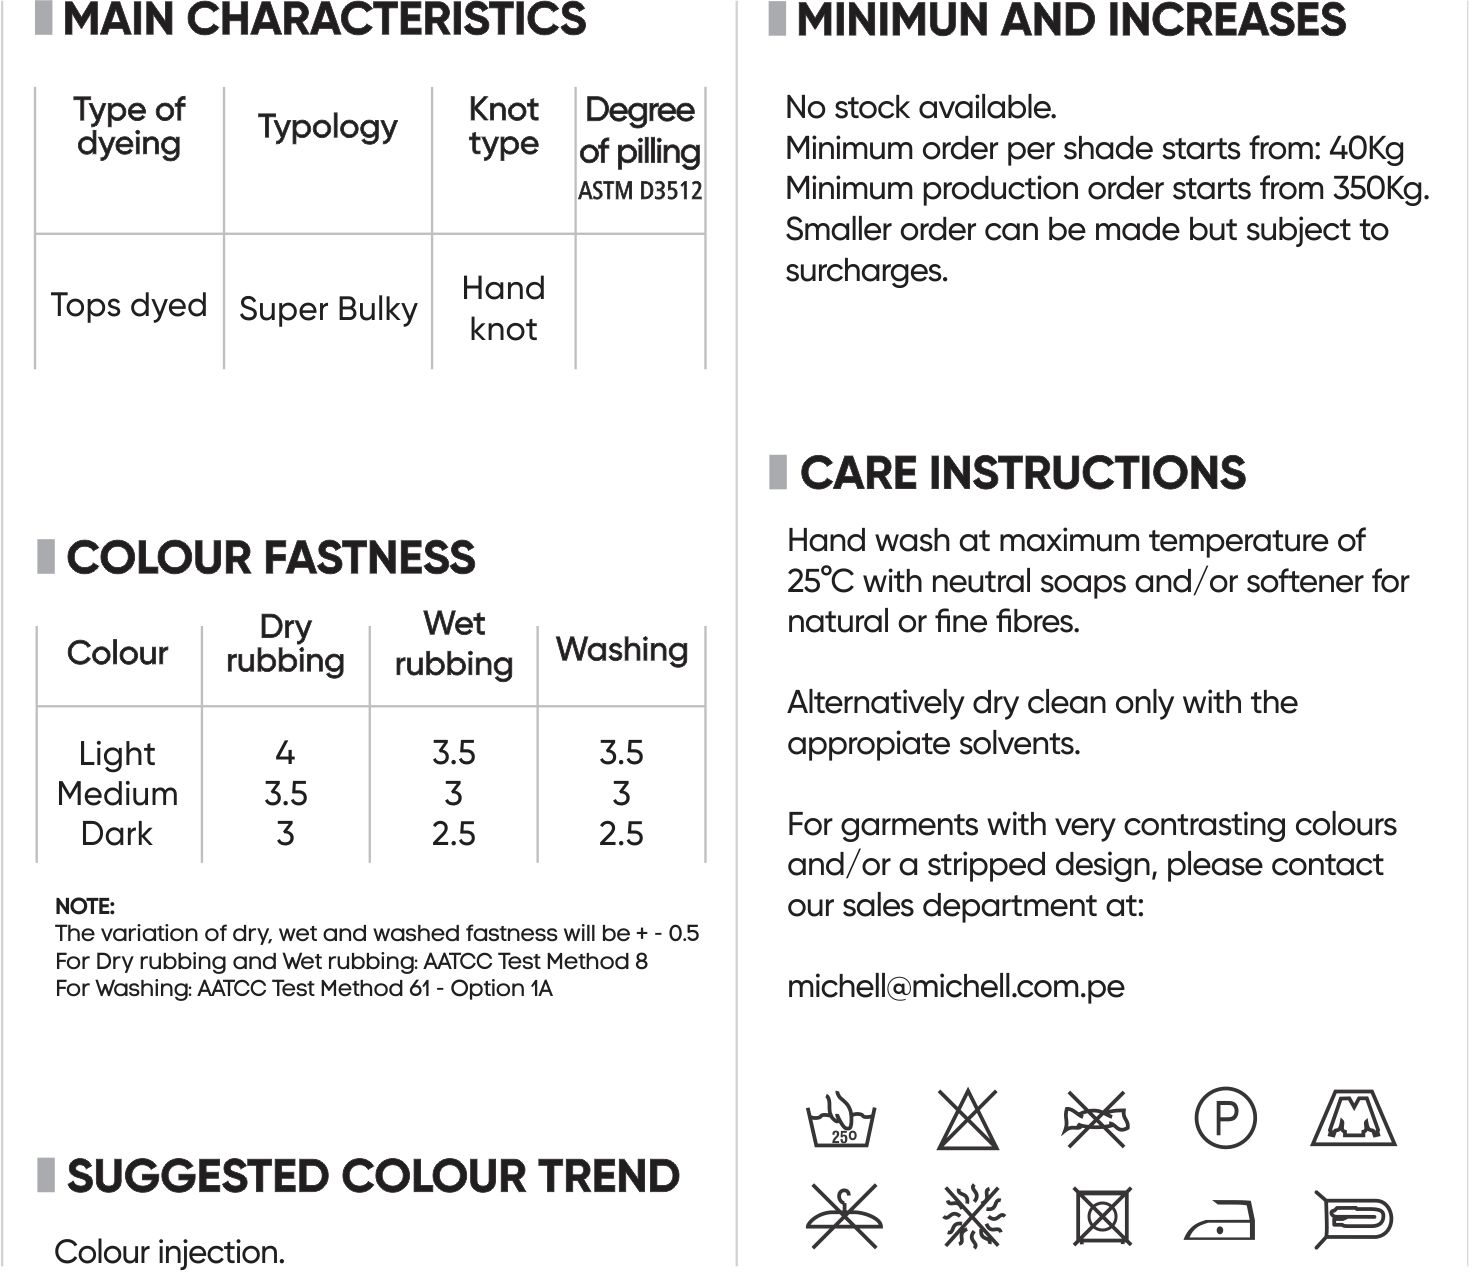 MAIN CHARACTERISTICS
Type of
dyeing
Typology
Knot
type
Degree
of pilling
ASTM D3512
Tops dyed
Super Bulky
Hand
knot
COLOUR FASTNESS
Colour
Dry
rubbing
Wet
rubbing
Washing
Light 4 3.5 3.5
Medium 3.5 3 3
Dark 3 2.5 2.5
NOTE:
The variation of dry, wet and washed fastness will be + - 0.5
For Dry rubbing and Wet rubbing: AATCC Test Method 8
For Washing: AATCC Test Method 61 - Option 1A
SUGGESTED COLOUR TREND
Colour injection.
MINIMUN AND INCREASES
No stock available.
Minimum order per shade starts from: 40Kg
Minimum production order starts from 350Kg.
Smaller order can be made but subject to
surcharges.
CARE INSTRUCTIONS
Hand wash at maximum temperature of
25°C with neutral soaps and/or softener for
natural or fine fibres.
Alternatively dry clean only with the
appropiate solvents.
For garments with very contrasting colours
and/or a stripped design, please contact
our sales department at:
michell@michell.com.pe
25º
P